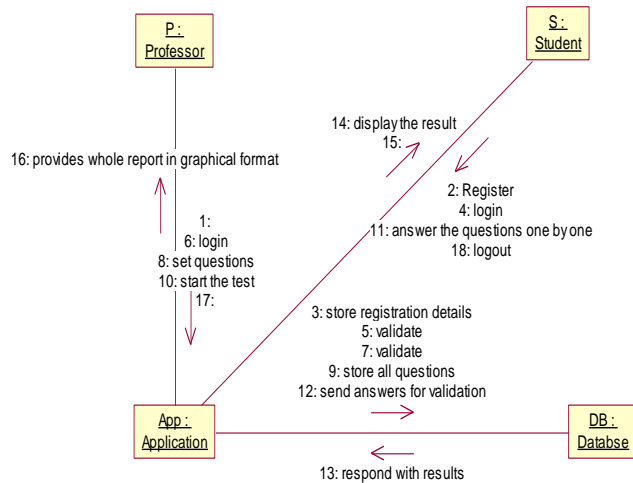 P :
Professor
S :
Student
14: display the result
15:
16: provides whole report in graphical format
2: Register
4: login
11: answer the questions one by one
18: logout
1:
6: login
8: set questions
10: start the test
17:
3: store registration details
5: validate
7: validate
9: store all questions
12: send answers for validation
App :
Application
DB :
Databse
13: respond with results